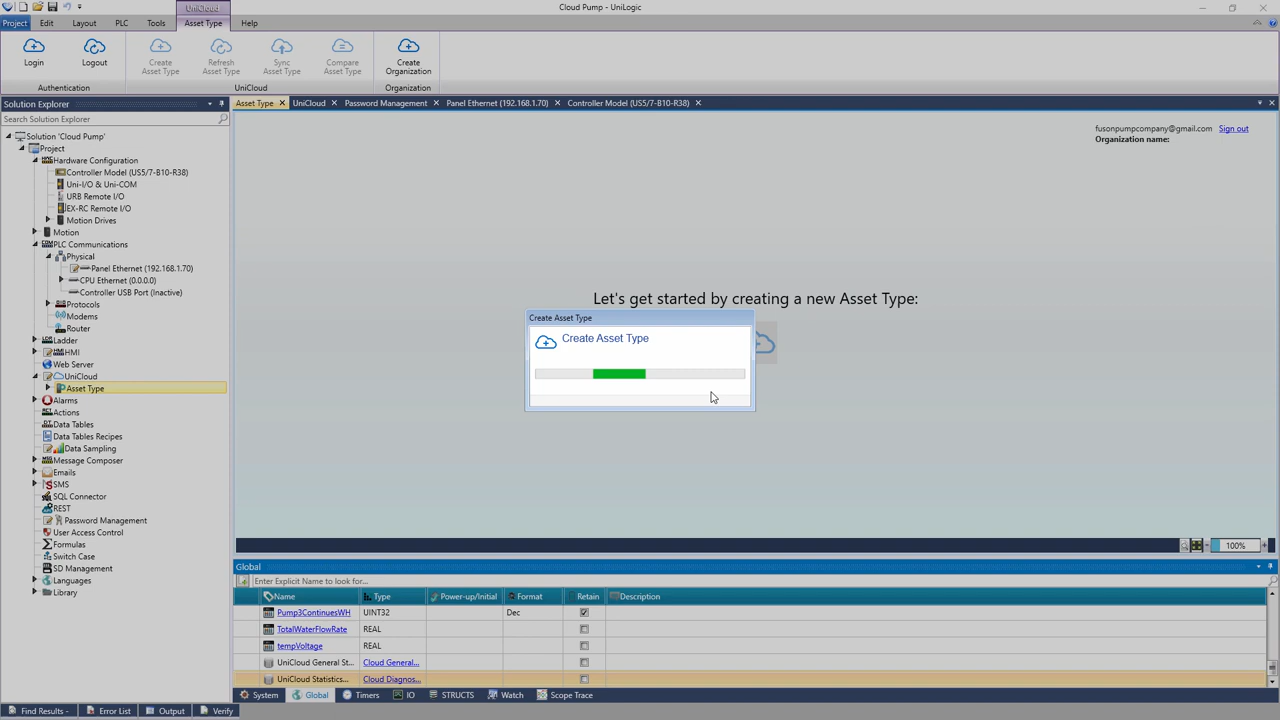 UniCloud
Cloud Pump - UniLogic
Project
Edit
Layout
PLC
Tools
Asset Type
Help
Login
Logout
Create Asset Type
Refresh Asset Type
Sync Asset Type
Compare Asset Type
Create Organization
Authentication
UniCloud
Organization
Solution Explorer
Asset Type
UniCloud
Password Management
Panel Ethernet (192.168.1.70)
Controller Model (US5/7-B10-R38)
Search Solution Explorer
fusonpumpcompany@gmail.com Sign out
Organization name:
Solution 'Cloud Pump'
Project
Hardware Configuration
Controller Model (US5/7-B10-R38)
Uni-I/O & Uni-COM
URB Remote I/O
EX-RC Remote I/O
Motion Drives
Motion
PLC Communications
Physical
Panel Ethernet (192.168.1.70)
CPU Ethernet (0.0.0.0)
Controller USB Port (Inactive)
Protocols
Modems
Router
Ladder
HMI
Web Server
UniCloud
Asset Type
Alarms
Actions
Data Tables
Data Tables Recipes
Data Sampling
Message Composer
Emails
SMS
SQL Connector
REST
Password Management
User Access Control
Formulas
Switch Case
SD Management
Languages
Library
Let's get started by creating a new Asset Type:
Create Asset Type
Create Asset Type
100%
Global
Enter Explicit Name to look for...
Name Type Power-up/Initial Format Retain Description
Pump3ContinuesWH UINT32 Dec
TotalWaterFlowRate REAL
tempVoltage REAL
UniCloud General St... Cloud General...
UniCloud Statistics... Cloud Diagnos...
System Global Timers IO STRUCTS Watch Scope Trace
Find Results - Error List Output Verify